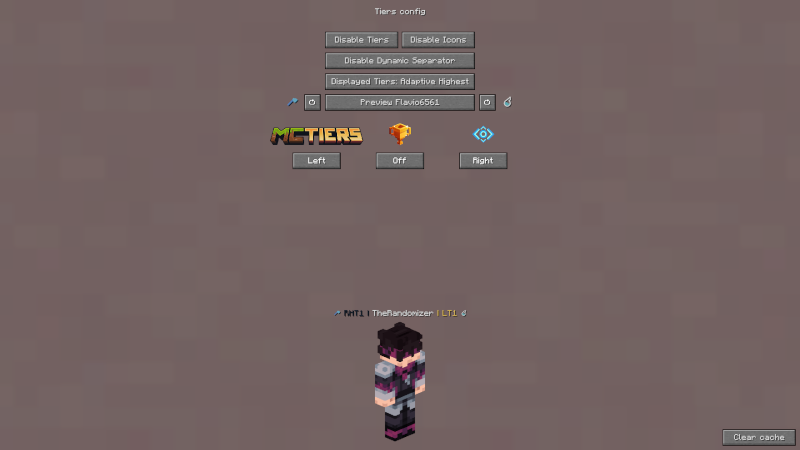 Tiers config
Disable Tiers Disable Icons
Disable Dynamic Separator
Displayed Tiers: Adaptive Highest
Preview Flavio6561
MCTIERS
Left Off Right
RHT1 | TheRandomizer | LT1
Clear cache